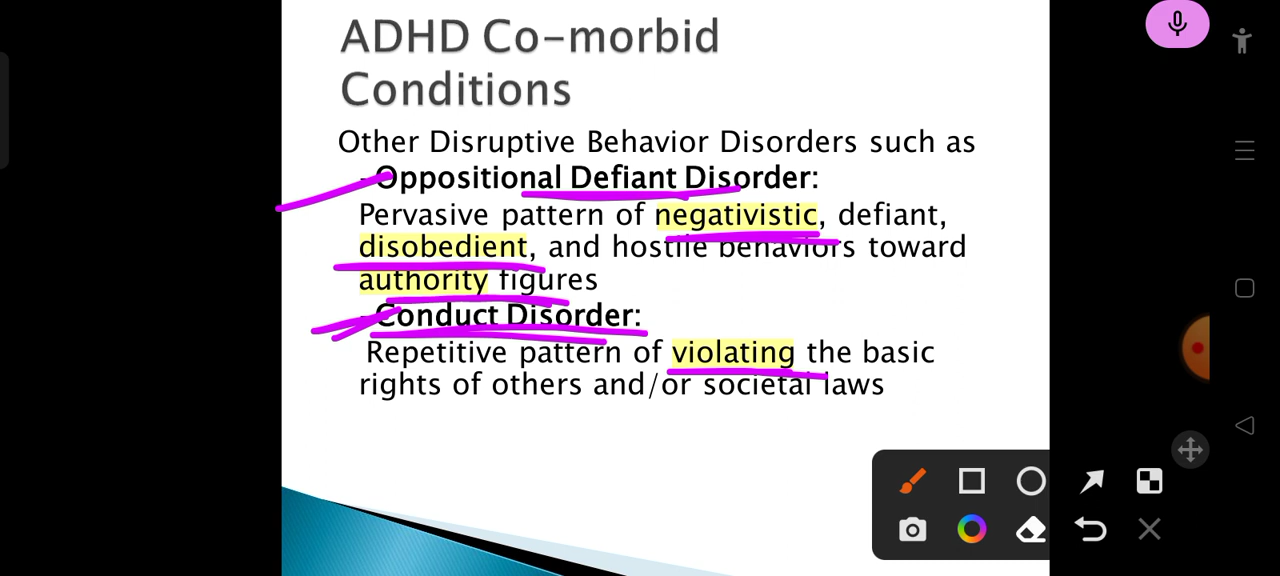 ADHD Co-morbid
Conditions
Other Disruptive Behavior Disorders such as
-Oppositional Defiant Disorder:
Pervasive pattern of negativistic, defiant,
disobedient, and hostile behaviors toward
authority figures
-Conduct Disorder:
Repetitive pattern of violating the basic
rights of others and/or societal laws